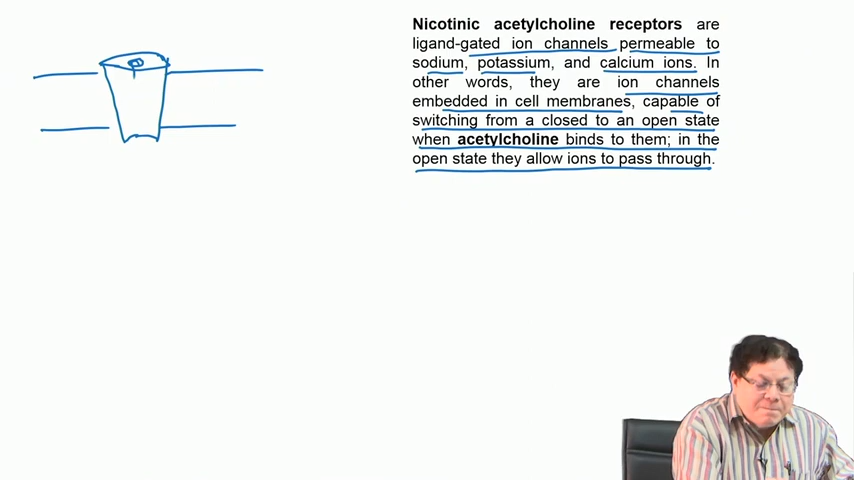 Nicotinic acetylcholine receptors are
ligand-gated ion channels permeable to
sodium, potassium, and calcium ions. In
other words, they are ion channels
embedded in cell membranes, capable of
switching from a closed to an open state
when acetylcholine binds to them; in the
open state they allow ions to pass through.